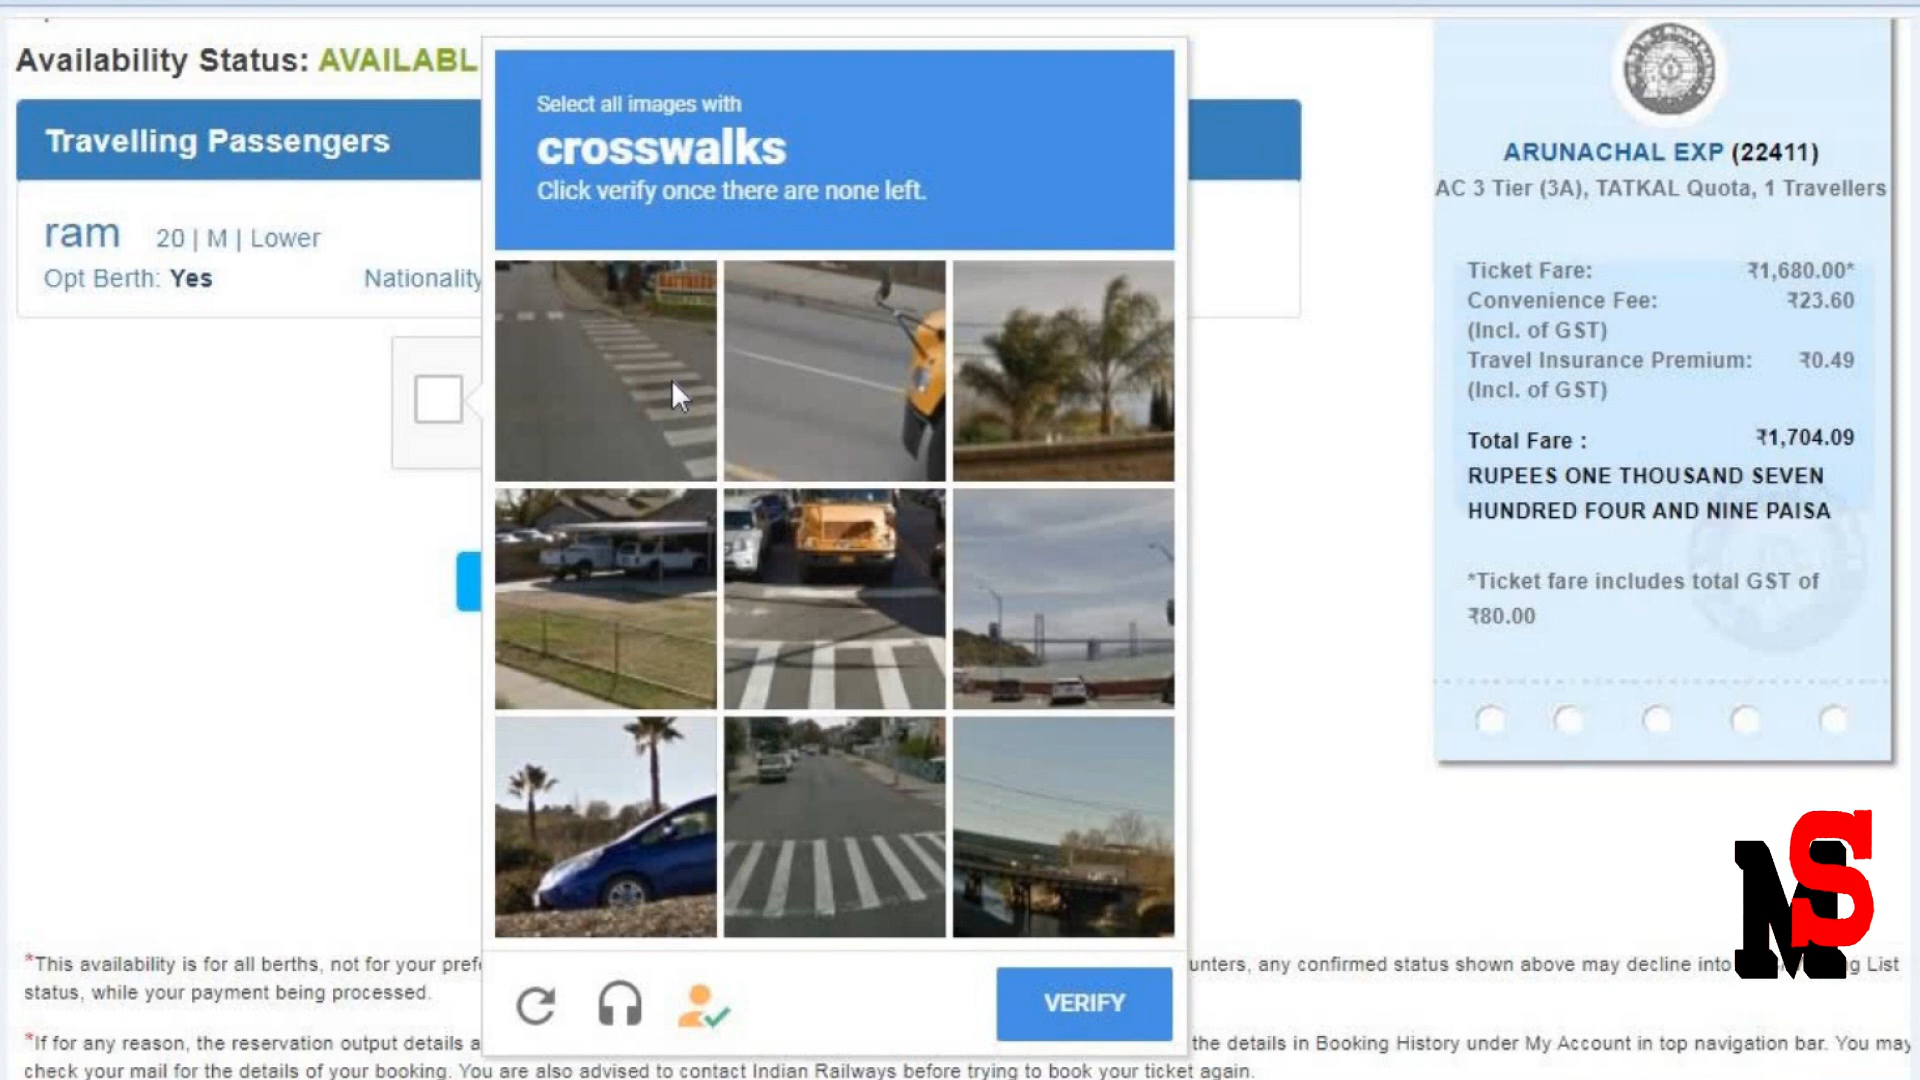 Availability Status: AVAILABL
Travelling Passengers
ram 20 | M | Lower
Opt Berth: Yes Nationality
Select all images with
crosswalks
Click verify once there are none left.
VERIFY
ARUNACHAL EXP (22411)
AC 3 Tier (3A), TATKAL Quota, 1 Travellers
Ticket Fare: ₹1,680.00*
Convenience Fee: ₹23.60
(Incl. of GST)
Travel Insurance Premium: ₹0.49
(Incl. of GST)
Total Fare : ₹1,704.09
RUPEES ONE THOUSAND SEVEN
HUNDRED FOUR AND NINE PAISA
*Ticket fare includes total GST of
₹80.00
MS
*This availability is for all berths, not for your pref unters, any confirmed status shown above may decline into g List
status, while your payment being processed.
*If for any reason, the reservation output details a the details in Booking History under My Account in top navigation bar. You may
check your mail for the details of your booking. You are also advised to contact Indian Railways before trying to book your ticket again.